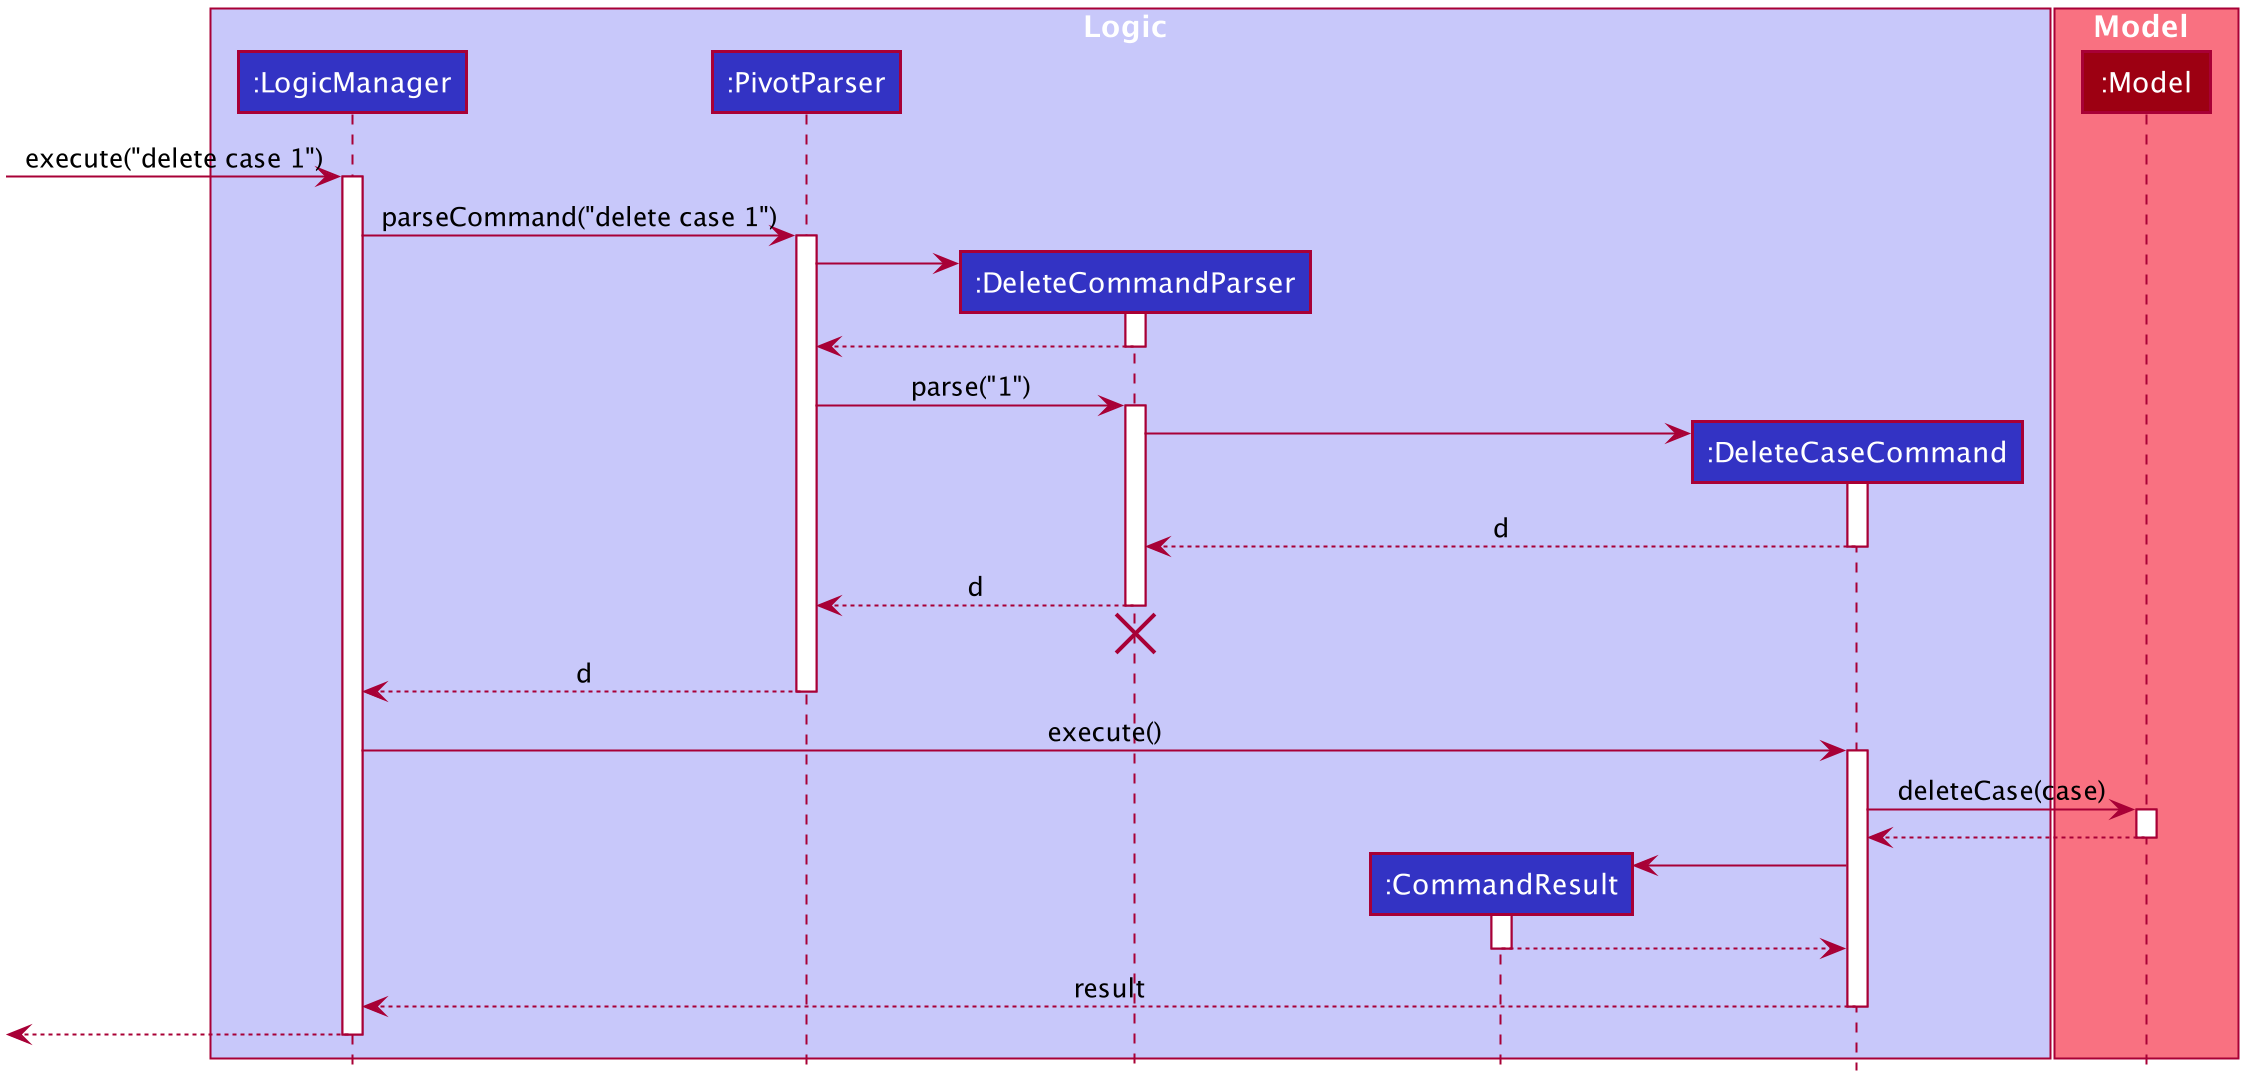 Logic
Model
:LogicManager
:PivotParser
:Model
execute("delete case 1")
parseCommand("delete case 1")
:DeleteCommandParser
parse("1")
:DeleteCaseCommand
d
d
d
execute()
deleteCase(case)
:CommandResult
result